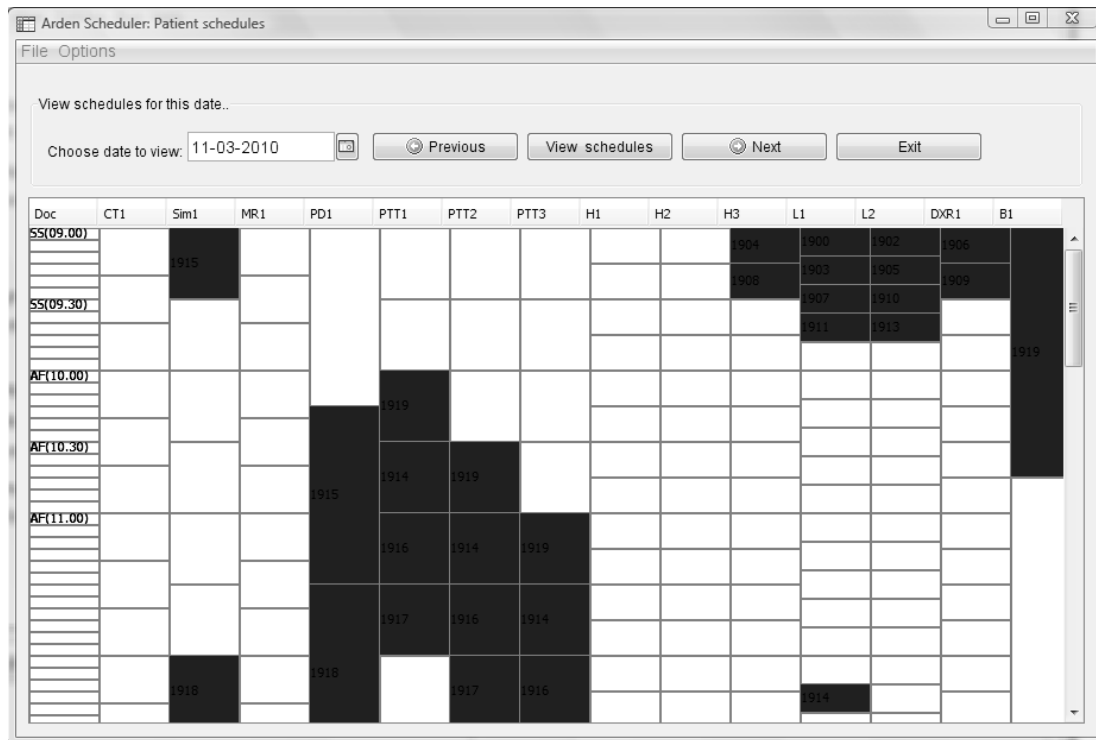 Arden Scheduler: Patient schedules
File Options
View schedules for this date..
Choose date to view: 11-03-2010 Previous View schedules Next Exit
Doc CT1 Sim1 MR1 PD1 PTT1 PTT2 PTT3 H1 H2 H3 L1 L2 DXR1 B1
SS(09.00)
1904 1900 1902 1906
1915 1903 1905
1908 1909
SS(09.30) 1907 1910
1911 1913
1919
AF(10.00)
1919
AF(10.30)
1914 1919
1915
AF(11.00)
1916 1914 1919
1917 1916 1914
1918
1918 1917 1916 1914